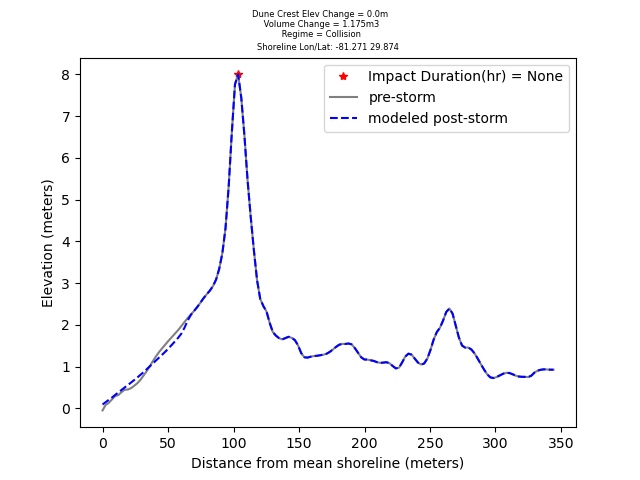 Dune Crest Elev Change = 0.0m
Volume Change = 1.175m3
Regime = Collision
Shoreline Lon/Lat: -81.271 29.874
Impact Duration(hr) = None
pre-storm
modeled post-storm
Elevation (meters)
8
7
6
5
4
3
2
1
0
0 50 100 150 200 250 300 350
Distance from mean shoreline (meters)